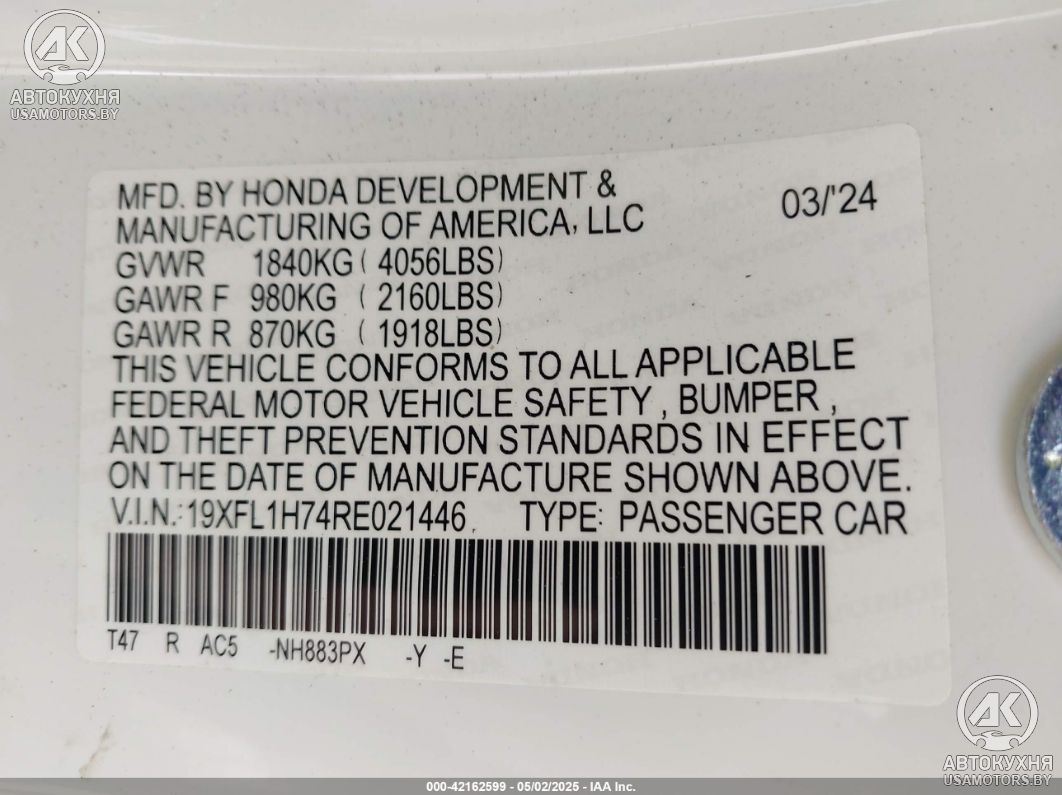 AK
АВТОКУХНЯ
USAMOTORS.BY
MFD. BY HONDA DEVELOPMENT &
MANUFACTURING OF AMERICA, LLC
03/'24
GVWR 1840KG ( 4056LBS)
GAWR F 980KG ( 2160LBS)
GAWR R 870KG ( 1918LBS)
THIS VEHICLE CONFORMS TO ALL APPLICABLE
FEDERAL MOTOR VEHICLE SAFETY , BUMPER ,
AND THEFT PREVENTION STANDARDS IN EFFECT
ON THE DATE OF MANUFACTURE SHOWN ABOVE.
V.I.N.: 19XFL1H74RE021446 TYPE: PASSENGER CAR
T47 R AC5 -NH883PX -Y -E
AK
АВТОКУХНЯ
USAMOTORS.BY
000-42162599 - 05/02/2025 - IAA Inc.